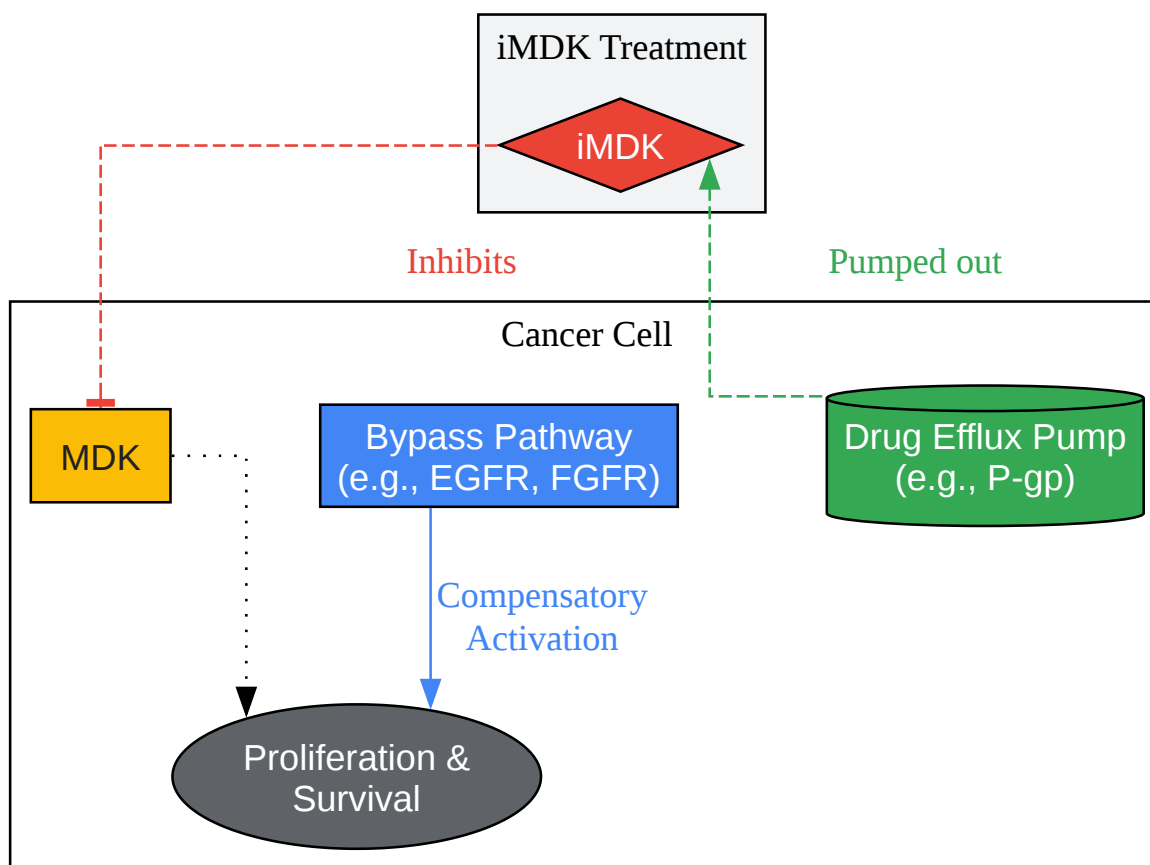 iMDK Treatment
iMDK
Inhibits
Pumped out
Cancer Cell
MDK
Bypass Pathway
(e.g., EGFR, FGFR)
Drug Efflux Pump
(e.g., P-gp)
Compensatory
Activation
Proliferation &
Survival